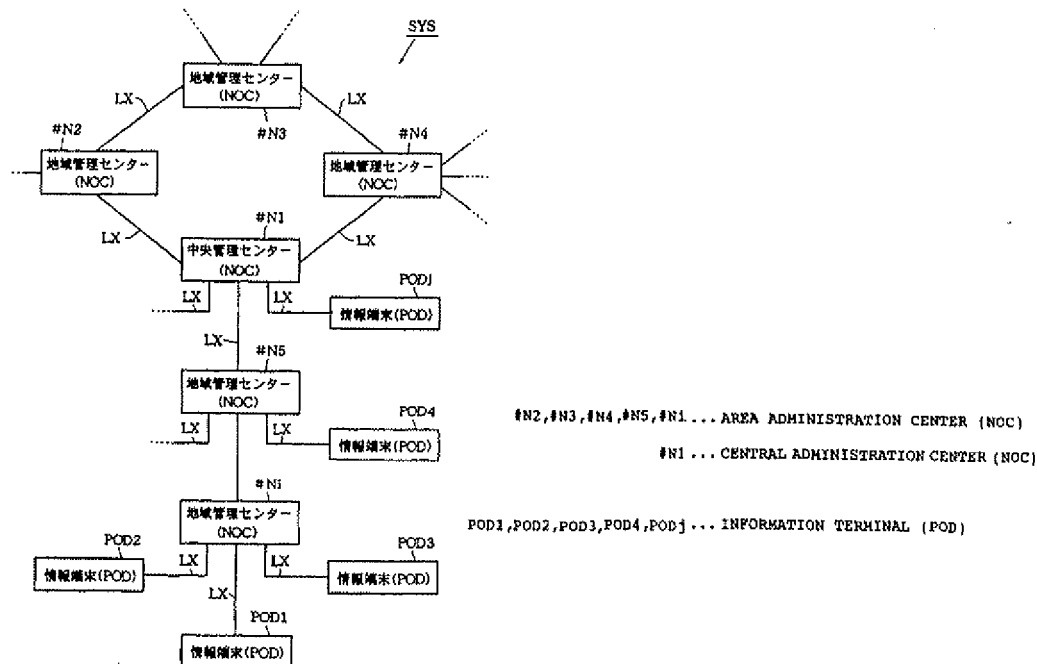 SYS
地域管理センター
(NOC)
LX
LX
#N3
#N2
#N4
地域管理センター
(NOC)
地域管理センター
(NOC)
#N1
LX
LX
中央管理センター
(NOC)
PODj
LX
LX
情報端末(POD)
LX
#N5
地域管理センター
(NOC)
POD4
LX
LX
情報端末(POD)
#N2,#N3,#N4,#N5,#Ni... AREA ADMINISTRATION CENTER (NOC)
#N1... CENTRAL ADMINISTRATION CENTER (NOC)
#Ni
地域管理センター
(NOC)
POD1,POD2,POD3,POD4,PODj... INFORMATION TERMINAL (POD)
POD2
POD3
LX
LX
情報端末(POD)
情報端末(POD)
LX
POD1
情報端末(POD)